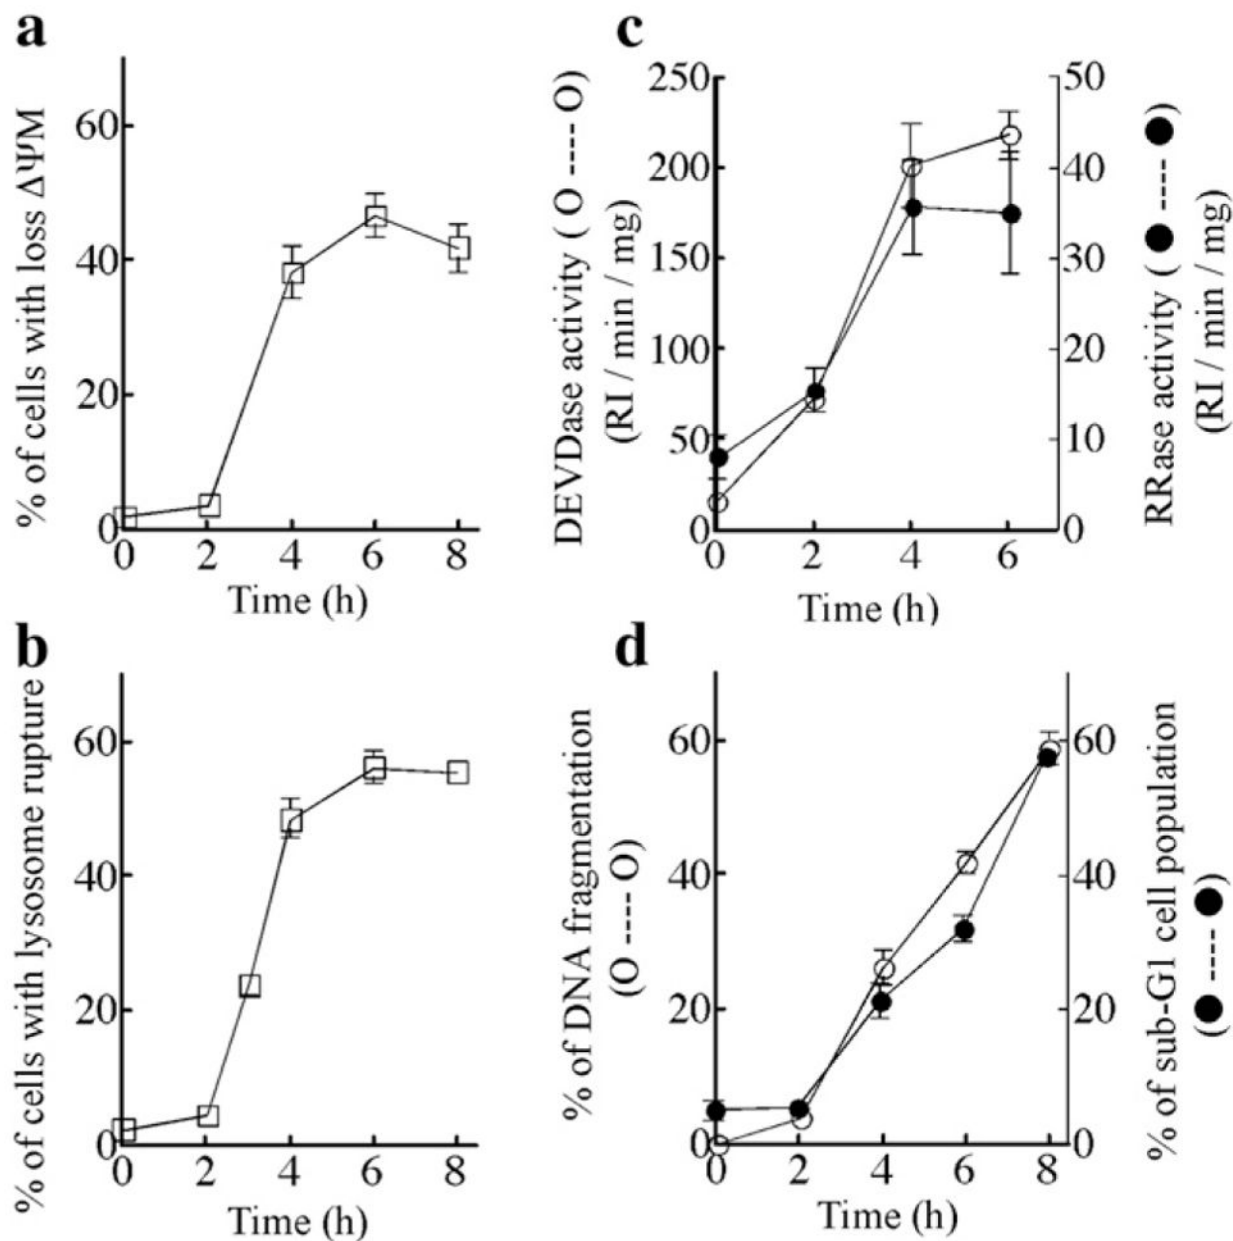 a
% of cells with loss ΔΨM
60
40
20
0
0 2 4 6 8
Time (h)
c
DEVDase activity ( O ---- O)
(RI / min / mg)
250
200
150
100
50
0
0 2 4 6
Time (h)
50
40
30
20
10
0
RRase activity ( ● ---- ● )
(RI / min / mg)
b
% of cells with lysosome rupture
60
40
20
0
0 2 4 6 8
Time (h)
d
% of DNA fragmentation
(O ---- O)
60
40
20
0
0 2 4 6 8
Time (h)
60
40
20
0
% of sub-G1 cell population
(● ---- ●)